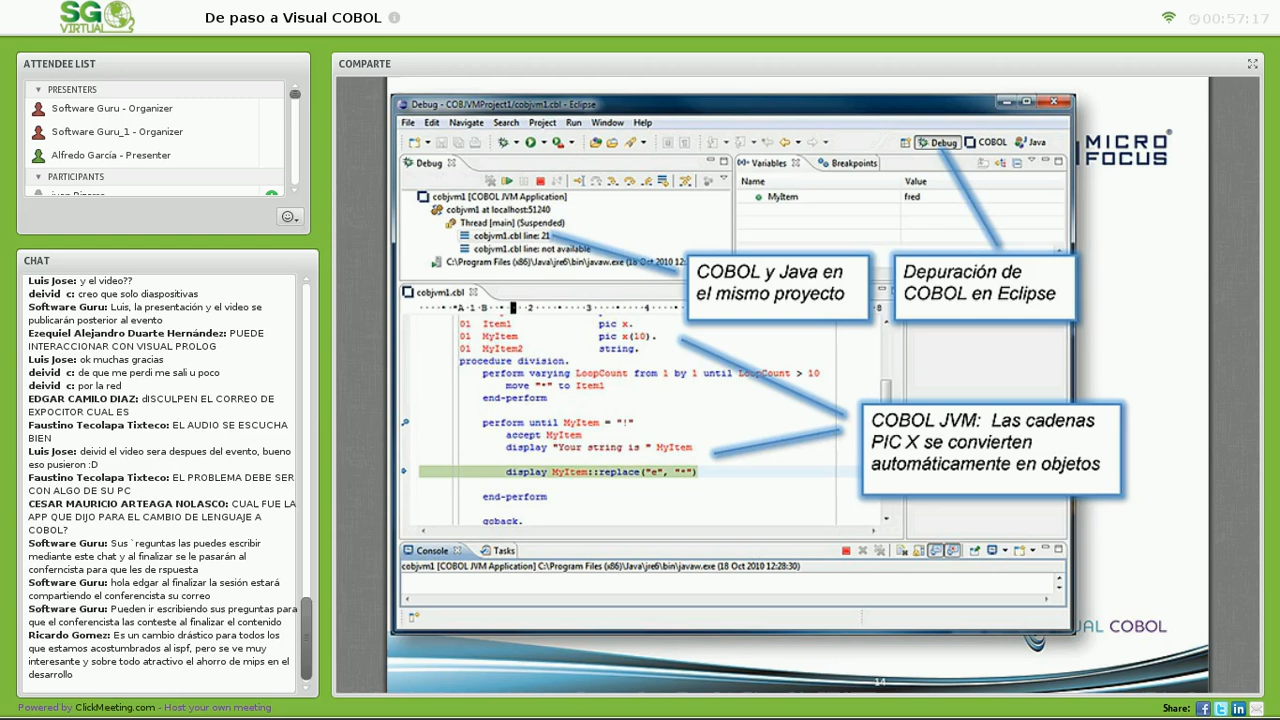 SG
VIRTUAL
De paso a Visual COBOL
00:57:17
ATTENDEE LIST
PRESENTERS
Software Guru - Organizer
Software Guru_1 - Organizer
Alfredo García - Presenter
PARTICIPANTS
CHAT
Luis Jose: y el video??
deivid c: creo que solo diaspositivas
Software Guru: Luis, la presentación y el video se
publicarán posterior al evento
Ezequiel Alejandro Duarte Hernández: PUEDE
INTERACCIONAR CON VISUAL PROLOG
Luis Jose: ok muchas gracias
deivid c: de que me perdi me sali u poco
deivid c: por la red
EDGAR CAMILO DIAZ: dISCULPEN EL CORREO DE
EXPOCITOR CUAL ES
Faustino Tecolapa Tixteco: EL AUDIO SE ESCUCHA
BIEN
Luis Jose: deivid el video sera despues del evento, bueno
eso pusieron :D
Faustino Tecolapa Tixteco: EL PROBLEMA DEBE SER
CON ALGO DE SU PC
CESAR MAURICIO ARTEAGA NOLASCO: CUAL FUE LA
APP QUE DIJO PARA EL CAMBIO DE LENGUAJE A
COBOL?
Software Guru: Sus `reguntas las puedes escribir
mediante este chat y al finalizar se le pasarán al
conferncista para que les de rspuesta
Software Guru: hola edgar al finalizar la sesión estará
compartiendo el conferencista su correo
Software Guru: Pueden ir escribiendo sus preguntas para
que el conferencista las conteste al finalizar el contenido
Ricardo Gomez: Es un cambio drástico para todos los
que estamos acostumbrados al ispf, pero se ve muy
interesante y sobre todo atractivo el ahorro de mips en el
desarrollo
COMPARTE
Debug - COBJVMProject1/cobjvm1.cbl - Eclipse
File Edit Navigate Search Project Run Window Help
Debug COBOL Java
Debug
cobjvm1 [COBOL JVM Application]
cobjvm1 at localhost:51240
Thread [main] (Suspended)
cobjvm1.cbl line: 21
cobjvm1.cbl line: not available
C:\Program Files (x86)\Java\jre6\bin\javaw.exe (18 Oct 2010 12:
Variables Breakpoints
Name Value
MyItem fred
MICRO
FOCUS
COBOL y Java en
el mismo proyecto
Depuración de
COBOL en Eclipse
cobjvm1.cbl
01 Item1 pic x.
01 MyItem pic x(10).
01 MyItem2 string.
procedure division.
perform varying LoopCount from 1 by 1 until LoopCount > 10
move "*" to Item1
end-perform
perform until MyItem = "!"
accept MyItem
display "Your string is " MyItem
display MyItem::replace("e", "*")
end-perform
goback.
COBOL JVM: Las cadenas
PIC X se convierten
automáticamente en objetos
Console Tasks
cobjvm1 [COBOL JVM Application] C:\Program Files (x86)\Java\jre6\bin\javaw.exe (18 Oct 2010 12:28:30)
UAL COBOL
14
Powered by ClickMeeting.com - Host your own meeting
Share: